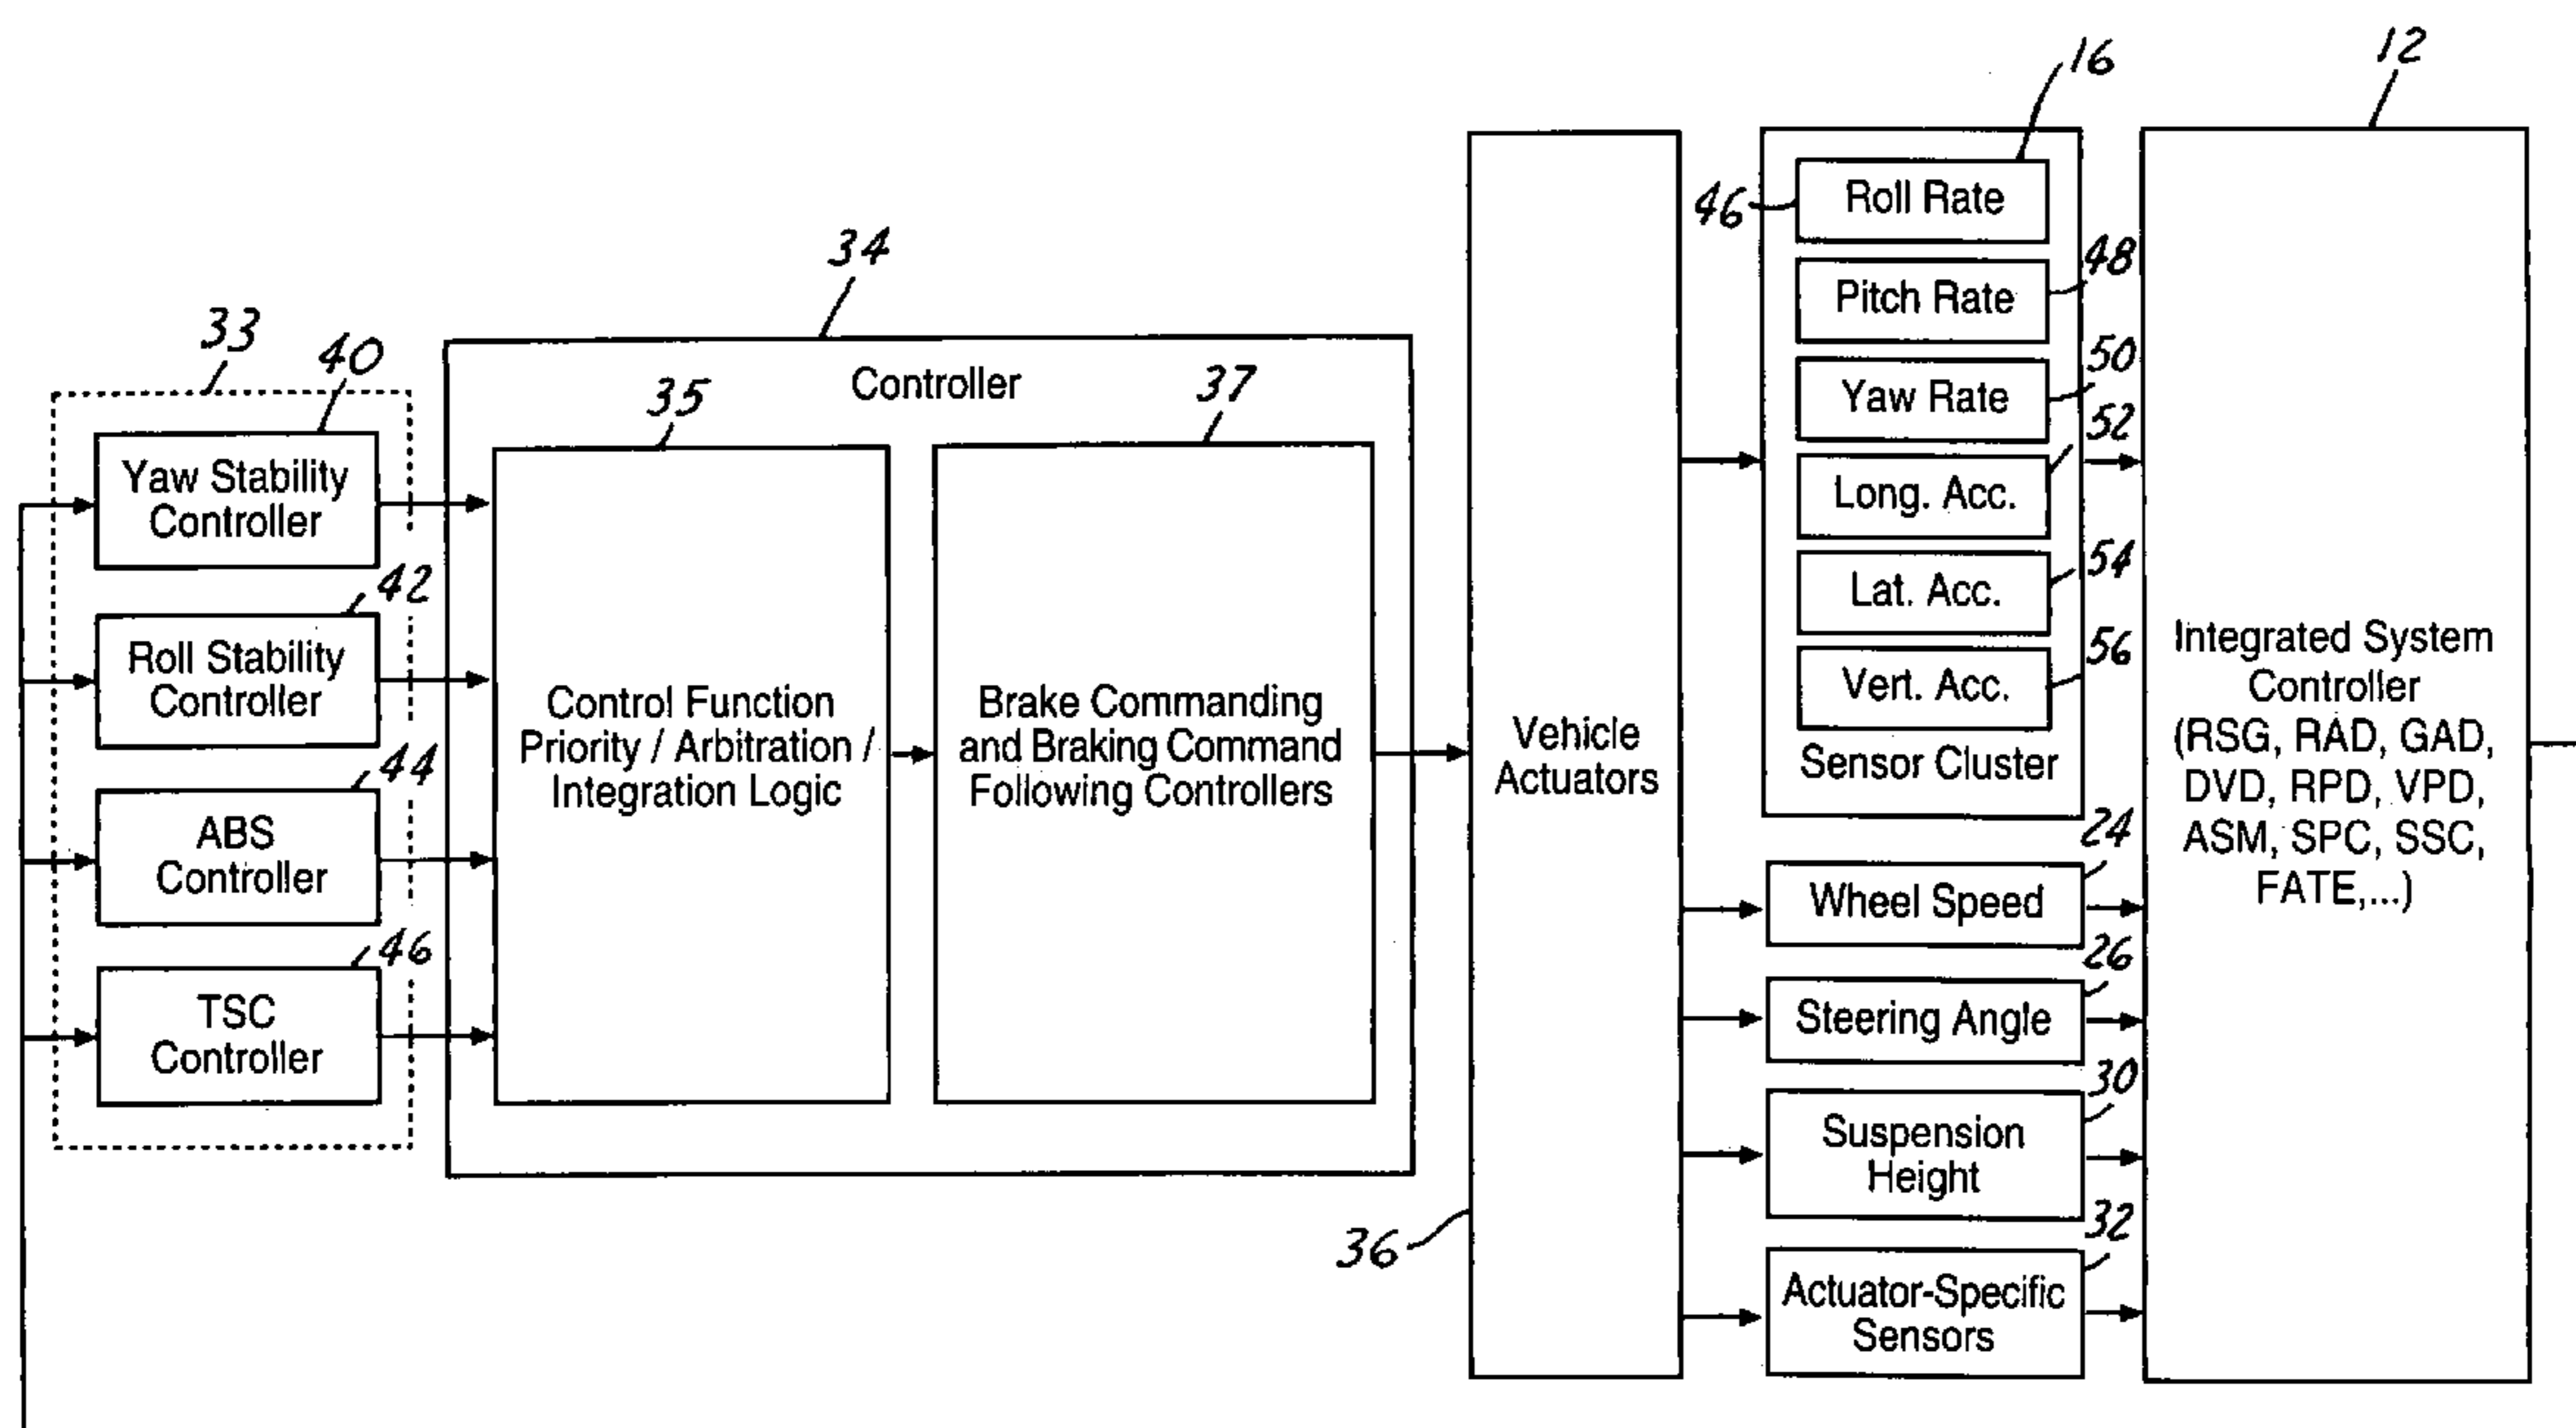 33
40
Yaw Stability
Controller
42
Roll Stability
Controller
44
ABS
Controller
46
TSC
Controller
34
Controller
35
Control Function
Priority / Arbitration /
Integration Logic
37
Brake Commanding
and Braking Command
Following Controllers
Vehicle
Actuators
36
16
46
Roll Rate
48
Pitch Rate
50
Yaw Rate
52
Long. Acc.
54
Lat. Acc.
56
Vert. Acc.
Sensor Cluster
24
Wheel Speed
26
Steering Angle
30
Suspension
Height
32
Actuator-Specific
Sensors
12
Integrated System
Controller
(RSG, RAD, GAD,
DVD, RPD, VPD,
ASM, SPC, SSC,
FATE,...)